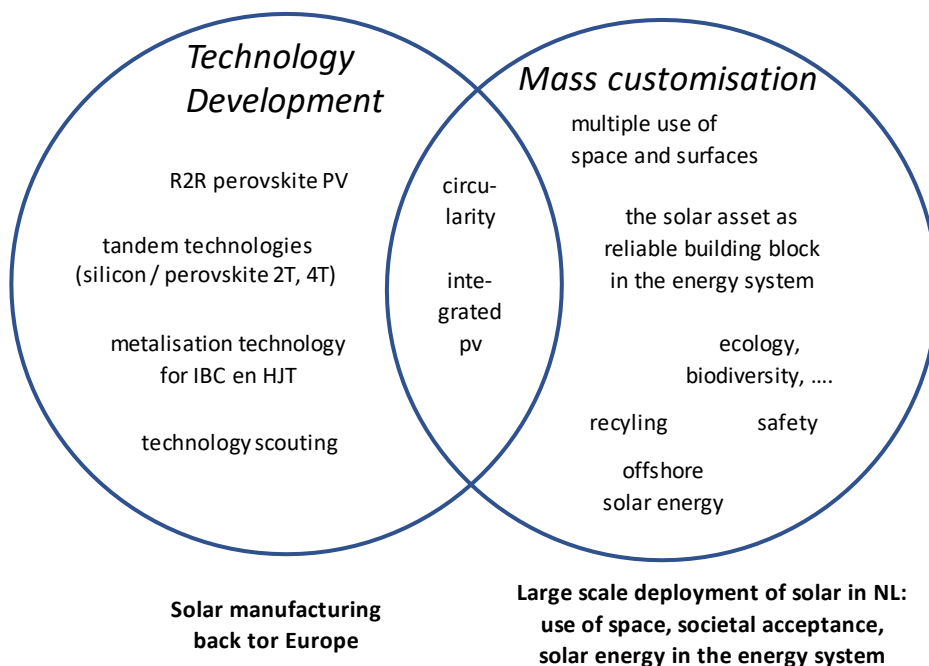 Technology
Development
R2R perovskite PV
tandem technologies
(silicon / perovskite 2T, 4T)
metalisation technology
for IBC en HJT
technology scouting
circu-
larity
inte-
grated
pv
Mass customisation
multiple use of
space and surfaces
the solar asset as
reliable building block
in the energy system
ecology,
biodiversity, ....
recyling
safety
offshore
solar energy
Solar manufacturing
back tor Europe
Large scale deployment of solar in NL:
use of space, societal acceptance,
solar energy in the energy system